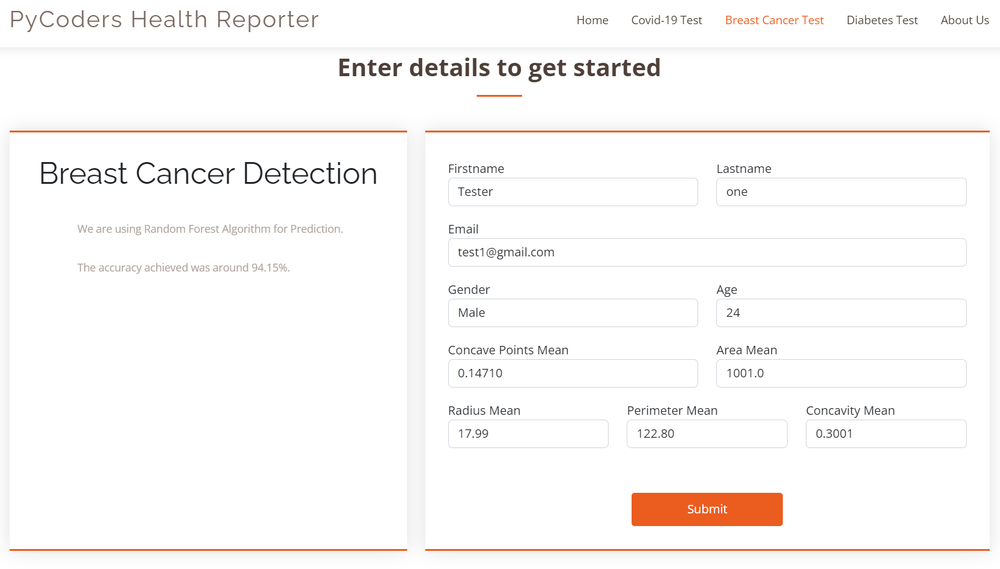 PyCoders Health Reporter
Home Covid-19 Test Breast Cancer Test Diabetes Test About Us
Enter details to get started
Breast Cancer Detection
We are using Random Forest Algorithm for Prediction.
The accuracy achieved was around 94.15%.
Firstname Lastname
Tester one
Email
test1@gmail.com
Gender Age
Male 24
Concave Points Mean Area Mean
0.14710 1001.0
Radius Mean Perimeter Mean Concavity Mean
17.99 122.80 0.3001
Submit